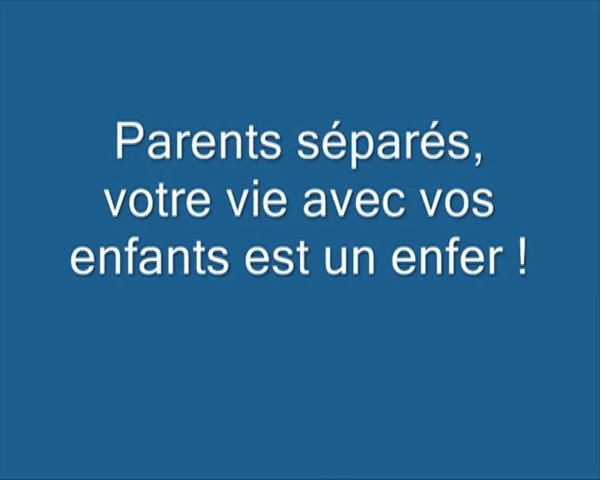 Parents séparés,
votre vie avec vos
enfants est un enfer !